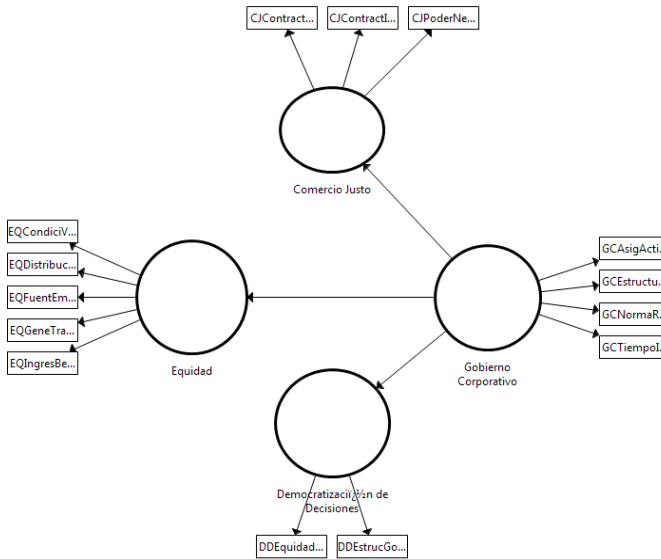 CJContract...
CJContractI...
CJPoderNe...
Comercio Justo
EQCondiciV...
EQDistribuc...
EQFuentEm...
EQGeneTra...
EQIngresBe...
Equidad
GCAsigActi...
GCEstructu...
GCNormaR...
GCTiempoI...
Gobierno
Corporativo
Democratizaciï¿½n de
Decisiones
DDEquidad...
DDEstrucGo...